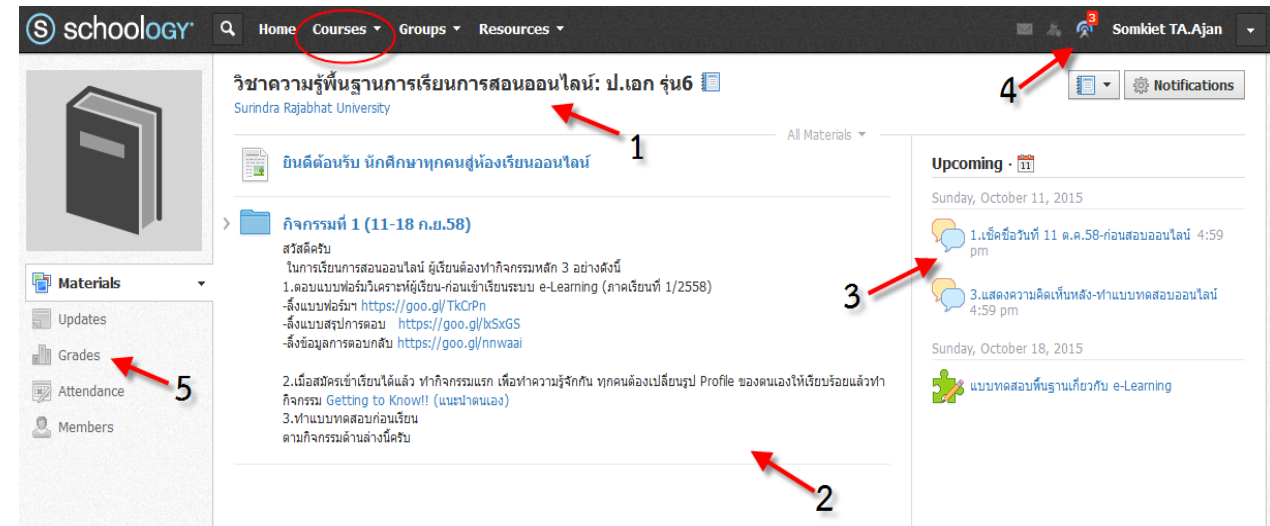 S schoology
Home Courses Groups Resources
3
Somkiet TA.Ajan
4
วิชาความรู้พื้นฐานการเรียนการสอนออนไลน์: ป.เอก รุ่น6
Surindra Rajabhat University
1
Notifications
All Materials
ยินดีต้อนรับ นักศึกษาทุกคนสู่ห้องเรียนออนไลน์
กิจกรรมที่ 1 (11-18 ก.ย.58)
สวัสดีครับ
ในการเรียนการสอนออนไลน์ ผู้เรียนต้องทำกิจกรรมหลัก 3 อย่างดังนี้
1.ตอบแบบฟอร์มวิเคราะห์ผู้เรียน-ก่อนเข้าเรียนระบบ e-Learning (ภาคเรียนที่ 1/2558)
-ลิ้งแบบฟอร์มฯ https://goo.gl/TkCrPn
-ลิ้งแบบสรุปการตอบ https://goo.gl/lxSxGS
-ลิ้งข้อมูลการตอบกลับ https://goo.gl/nnwaai
2.เมื่อสมัครเข้าเรียนได้แล้ว ทำกิจกรรมแรก เพื่อทำความรู้จักกัน ทุกคนต้องเปลี่ยนรูป Profile ของตนเองให้เรียบร้อยแล้วทำ
กิจกรรม Getting to Know!! (แนะนำตนเอง)
3.ทำแบบทดสอบก่อนเรียน
ตามกิจกรรมด้านล่างนี้ครับ
2
Materials
Updates
Grades
5
Attendance
Members
Upcoming · 11
Sunday, October 11, 2015
1.เช็คชื่อวันที่ 11 ต.ค.58-ก่อนสอบออนไลน์ 4:59
pm
3
3.แสดงความคิดเห็นหลัง-ทำแบบทดสอบออนไลน์
4:59 pm
Sunday, October 18, 2015
แบบทดสอบพื้นฐานเกี่ยวกับ e-Learning